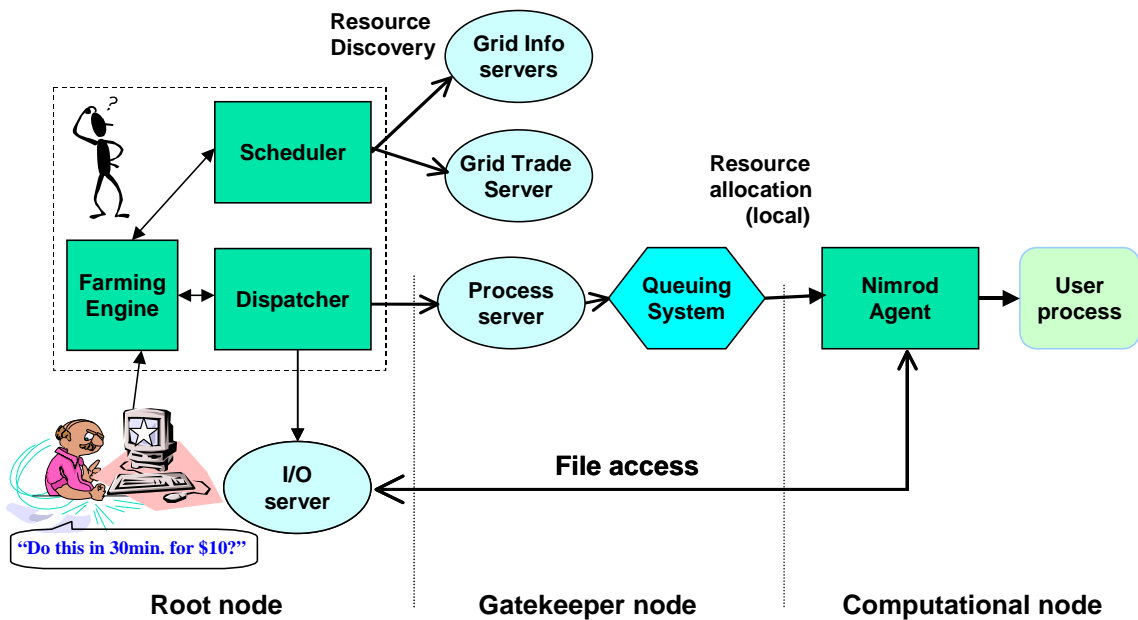 Resource
Discovery
Grid Info
servers
?
Scheduler
Grid Trade
Server
Resource
allocation
(local)
Farming
Engine
Dispatcher
Process
server
Queuing
System
Nimrod
Agent
User
process
I/O
server
File access
“Do this in 30min. for $10?”
Root node
Gatekeeper node
Computational node